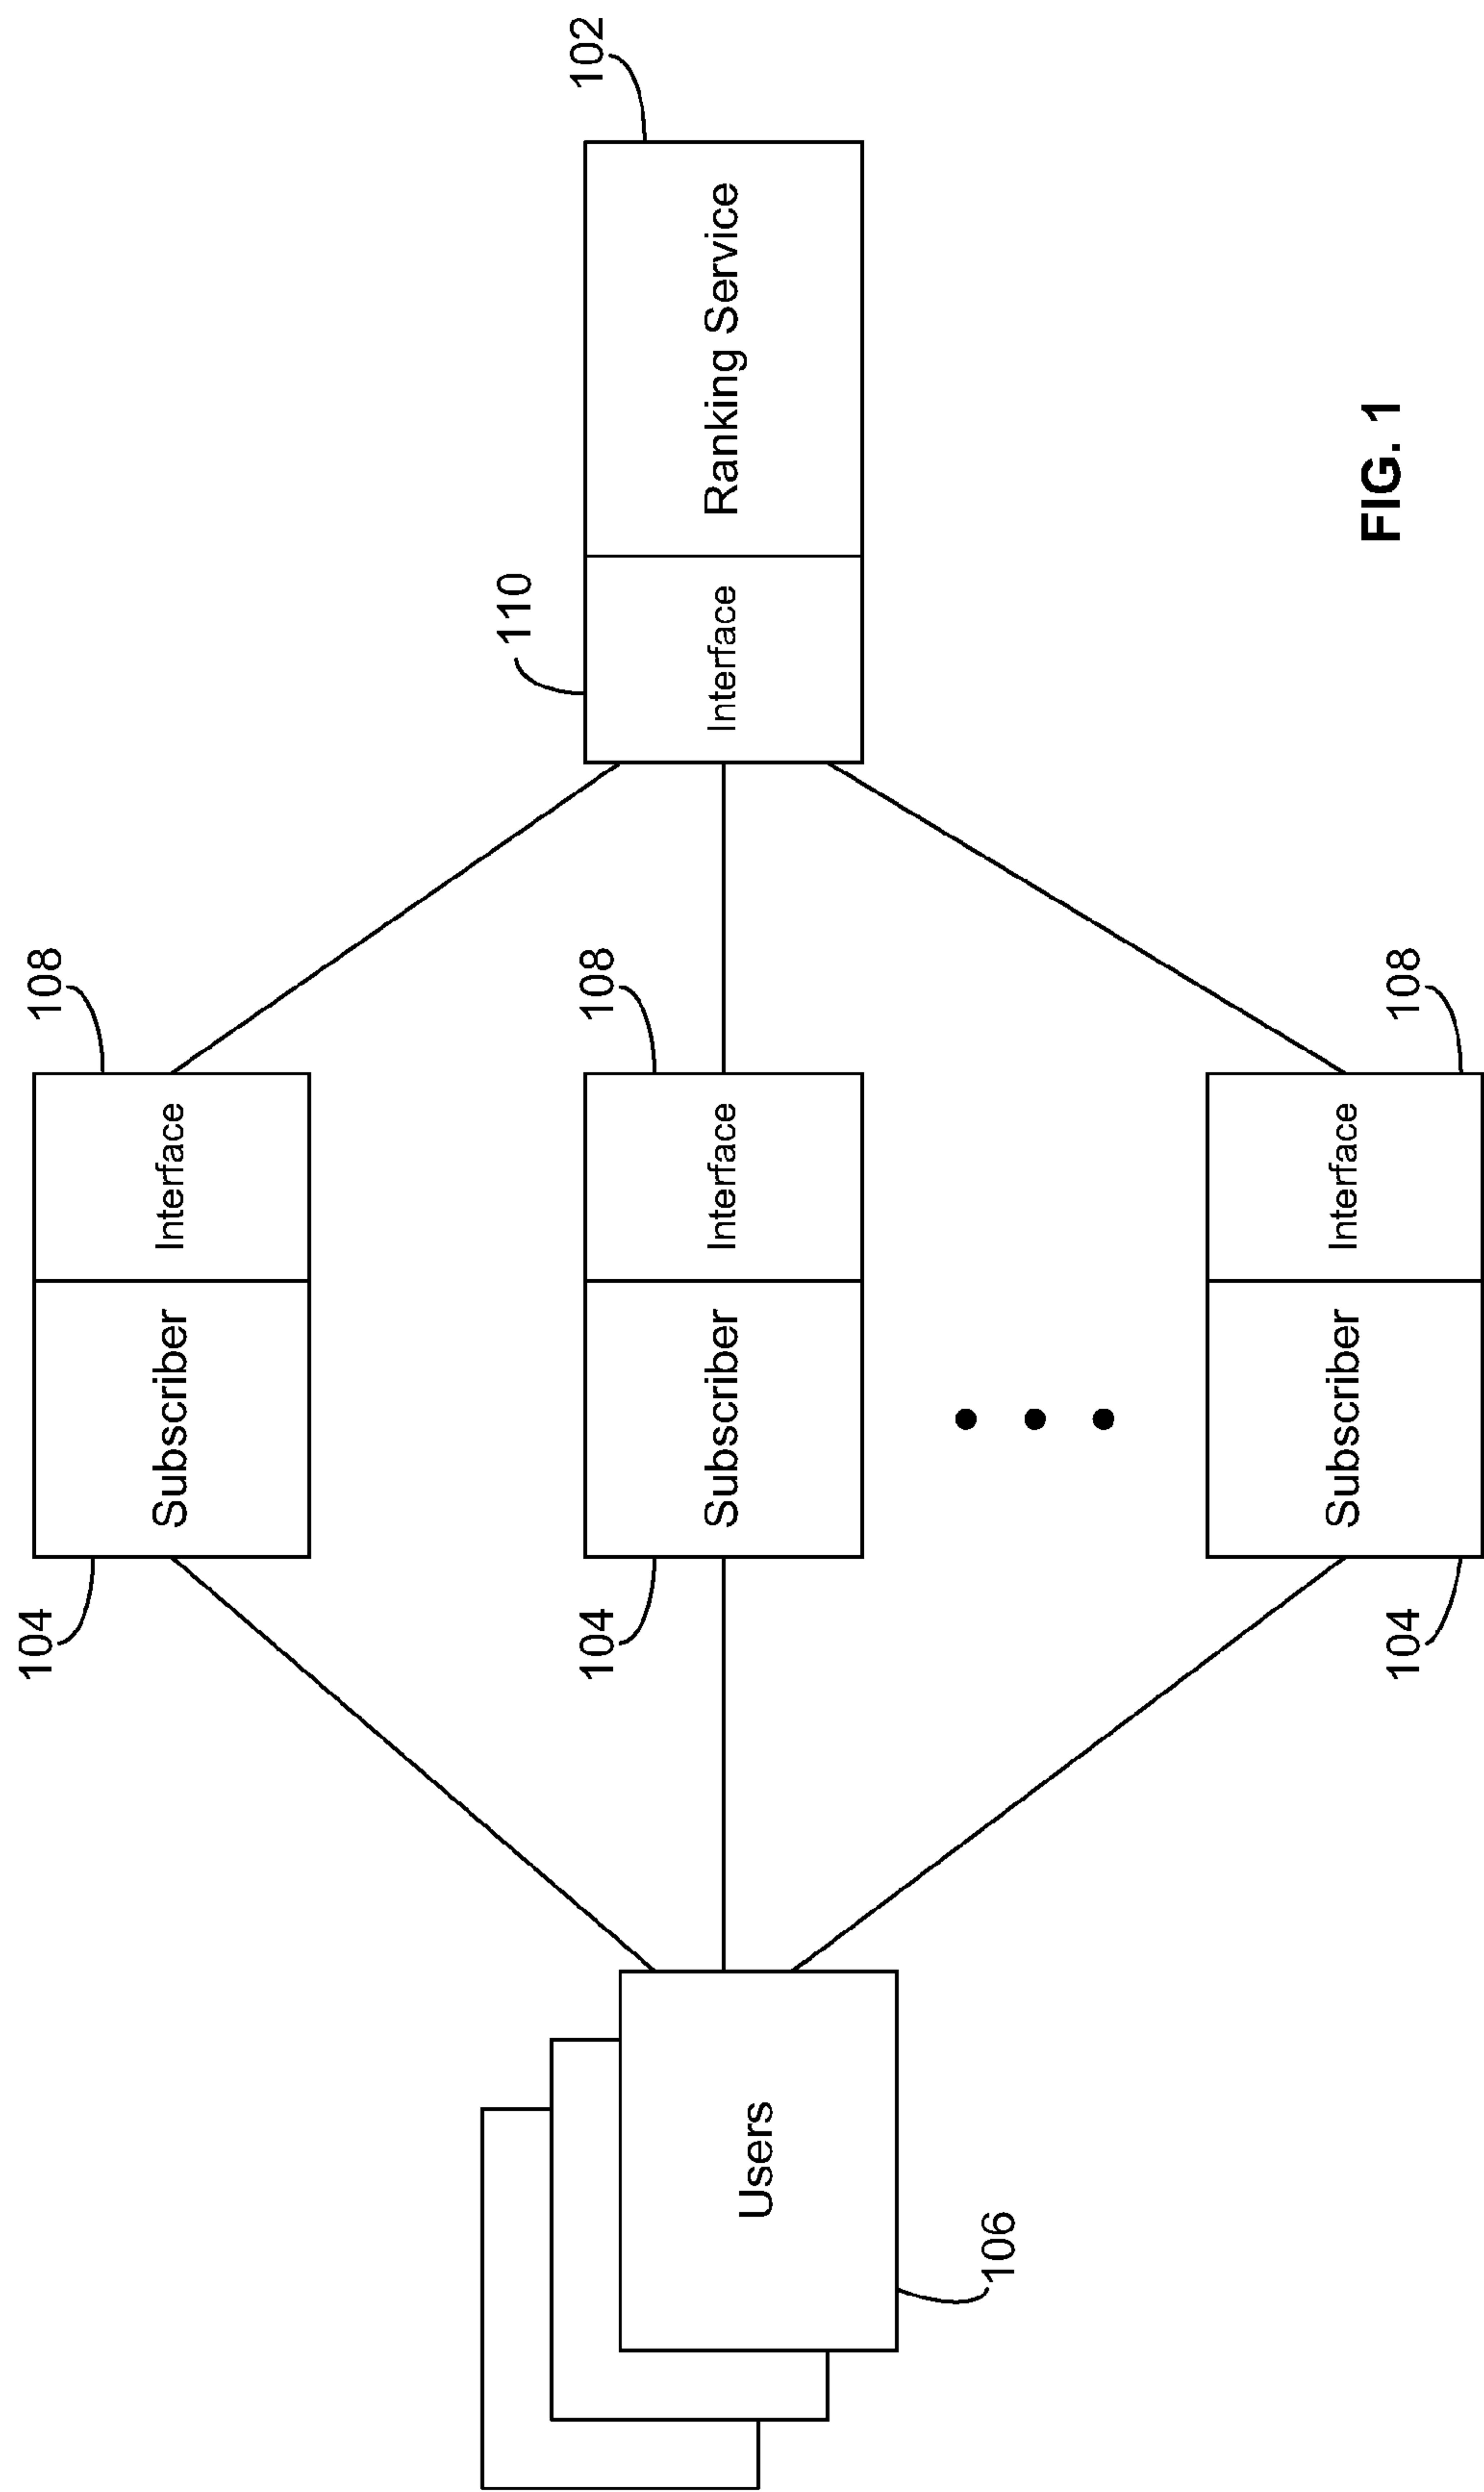 104
Subscriber
Interface
108
104
Subscriber
Interface
108
104
Subscriber
Interface
108
Users
106
110
Interface
Ranking Service
102
FIG. 1